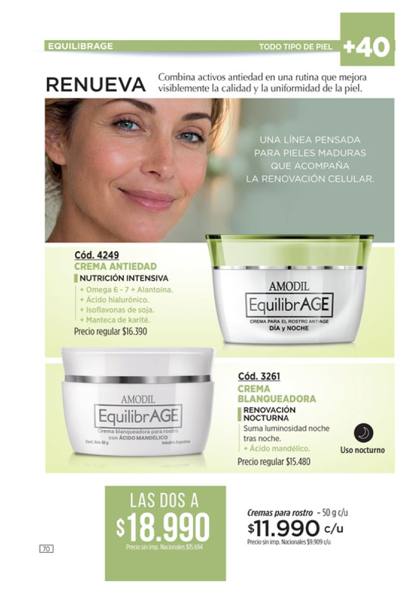 EQUILIBRAGE
TODO TIPO DE PIEL
+40
RENUEVA
Combina activos antiedad en una rutina que mejora
visiblemente la calidad y la uniformidad de la piel.
UNA LÍNEA PENSADA
PARA PIELES MADURAS
QUE ACOMPAÑA
LA RENOVACIÓN CELULAR.
Cód. 4249
CREMA ANTIEDAD
NUTRICIÓN INTENSIVA
+ Omega 6 - 7 + Alantoína.
+ Ácido hialurónico.
+ Isoflavonas de soja.
+ Manteca de karité.
Precio regular $16.390
AMODIL
EquilibrAGE
CREMA PARA EL ROSTRO ANTI-AGE
DÍA y NOCHE
AMODIL
EquilibrAGE
Crema blanqueadora para rostro
con ÁCIDO MANDÉLICO
Cont. Neto 50 g
Industria Argentina
Cód. 3261
CREMA
BLANQUEADORA
RENOVACIÓN
NOCTURNA
Suma luminosidad noche
tras noche.
+ Ácido mandélico.
Precio regular $15.480
Uso nocturno
LAS DOS A
$18.990
Precio sin imp. Nacionales $15.694
Cremas para rostro - 50 g c/u
$11.990 c/u
Precio sin imp. Nacionales $9.909 c/u
70